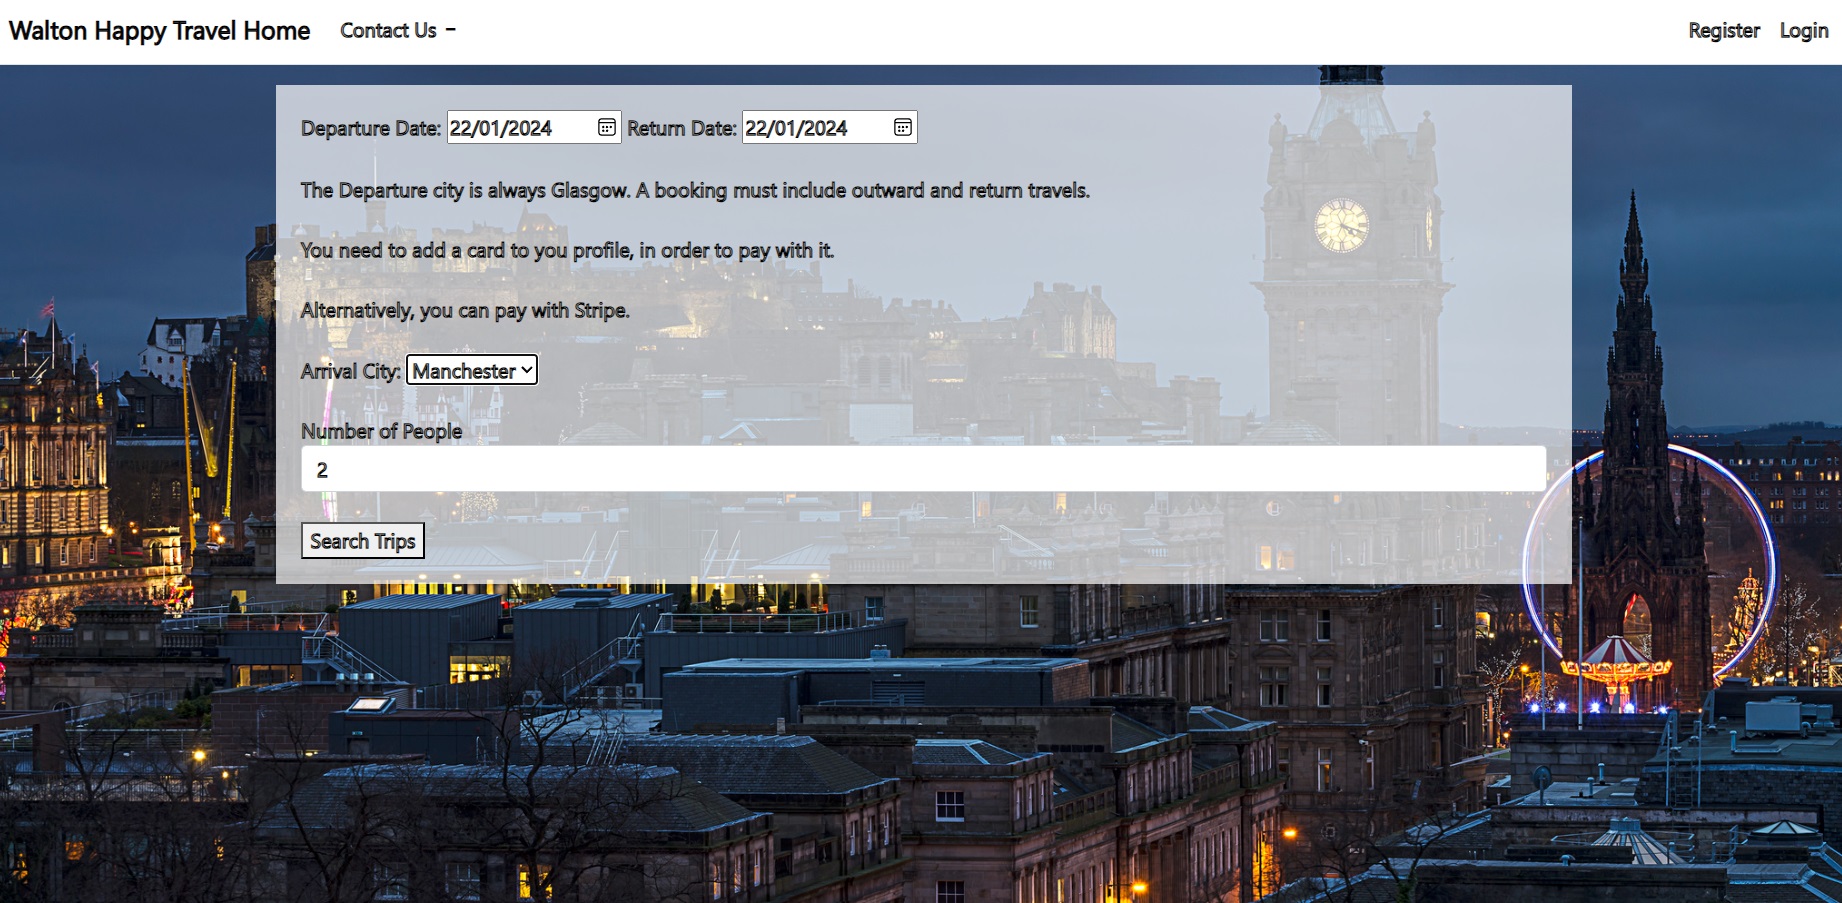 Walton Happy Travel Home Contact Us Register Login
Departure Date: 22/01/2024 Return Date: 22/01/2024
The Departure city is always Glasgow. A booking must include outward and return travels.
You need to add a card to you profile, in order to pay with it.
Alternatively, you can pay with Stripe.
Arrival City: Manchester
Number of People
2
Search Trips